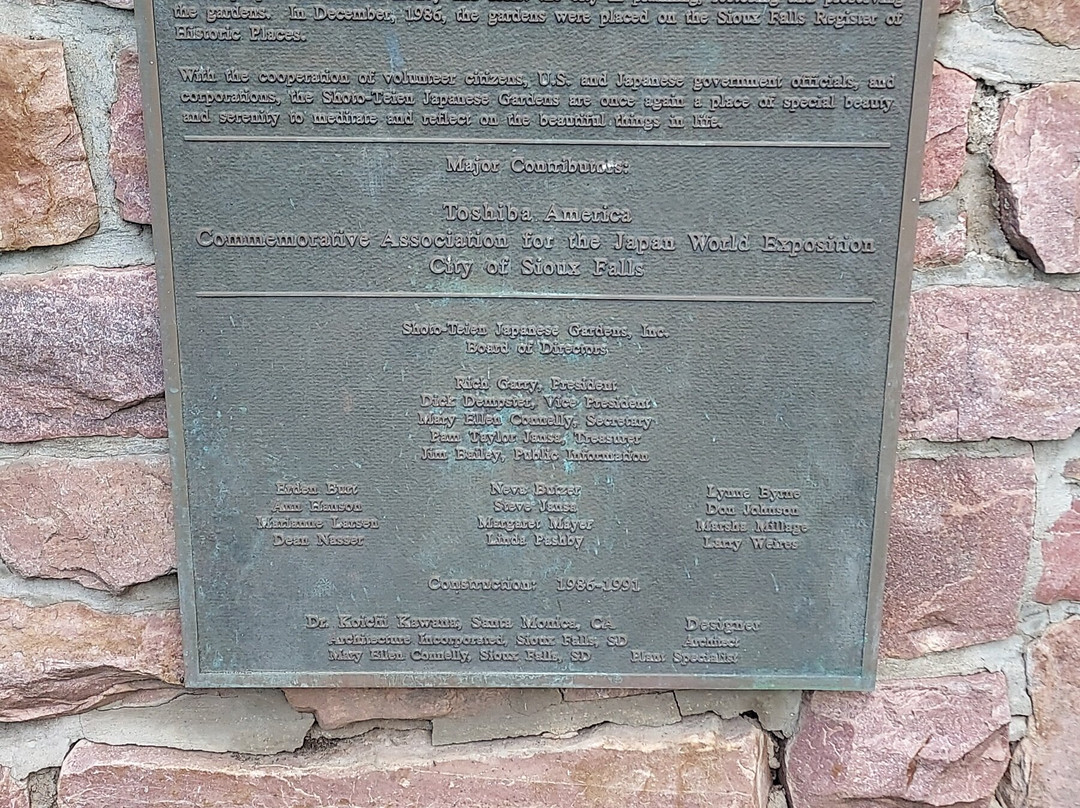 the gardens. In December, 1986, the gardens were placed on the Sioux Falls Register of
Historic Places.
With the cooperation of volunteer citizens, U.S. and Japanese government officials, and
corporations, the Shoto-Teien Japanese Gardens are once again a place of special beauty
and serenity to meditate and reflect on the beautiful things in life.
Major Contributors:
Toshiba America
Commemorative Association for the Japan World Exposition
City of Sioux Falls
Shoto-Teien Japanese Gardens, Inc.
Board of Directors
Rich Garry, President
Dick Dempster, Vice President
Mary Ellen Connelly, Secretary
Pam Taylor Jansa, Treasurer
Jim Bailey, Public Information
Burt Neva Lynne Byrne
Ann Hanson Steve Jansa Don Johnson
Marianne Larsen Margaret Mayer Marsha Millage
Dean Nasser Linda Pashby Larry Weires
Construction: 1986-1991
Dr. Koichi Kawana, Santa Monica, CA Designer
Architecture Incorporated, Sioux Falls, SD Architect
Mary Ellen Connelly, Sioux Falls, SD Plant Specialist